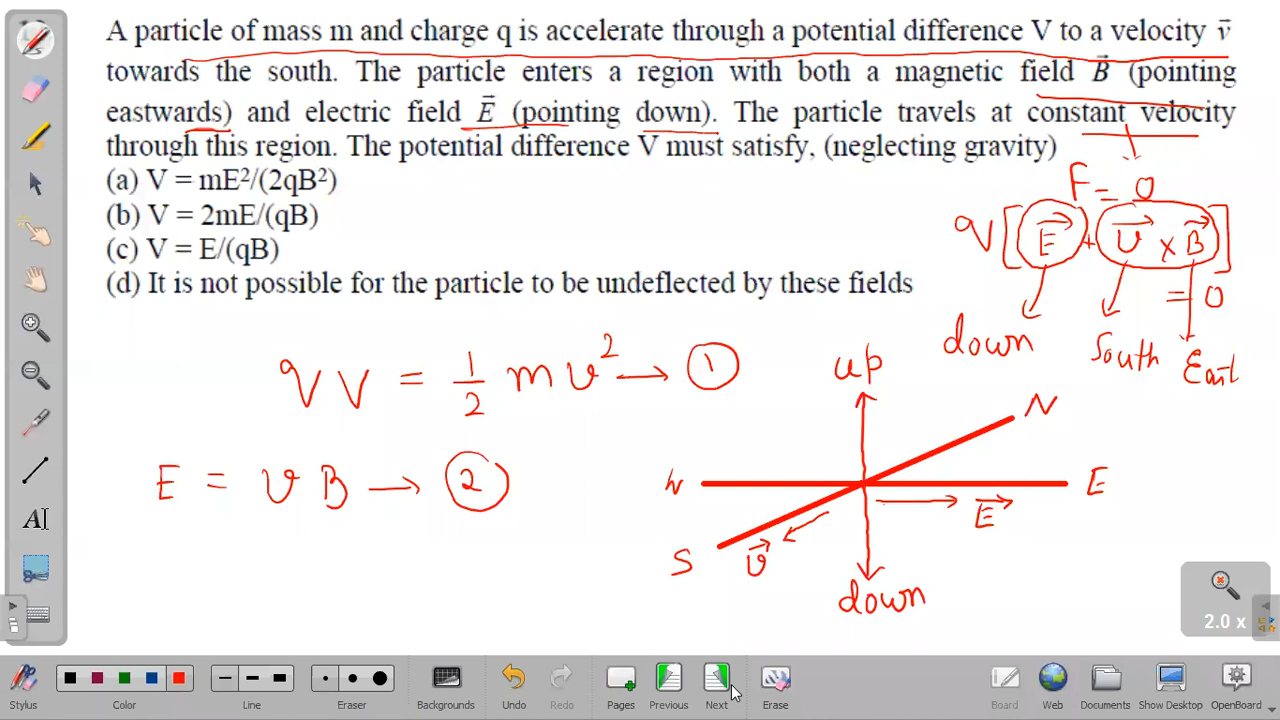 A particle of mass m and charge q is accelerate through a potential difference V to a velocity v⃗
towards the south. The particle enters a region with both a magnetic field B⃗ (pointing
eastwards) and electric field E⃗ (pointing down). The particle travels at constant velocity
through this region. The potential difference V must satisfy, (neglecting gravity)
(a) V = mE²/(2qB²)
(b) V = 2mE/(qB)
(c) V = E/(qB)
(d) It is not possible for the particle to be undeflected by these fields
F = 0
q [E⃗ + v⃗ × B⃗]
= 0
down South East
qV = 1/2 mv² → ①
E = vB → ②
up
N
W E
E⃗
S v⃗
down
2.0 x
AI
Stylus Color Line Eraser Backgrounds Undo Redo Pages Previous Next Erase Board Web Documents Show Desktop OpenBoard